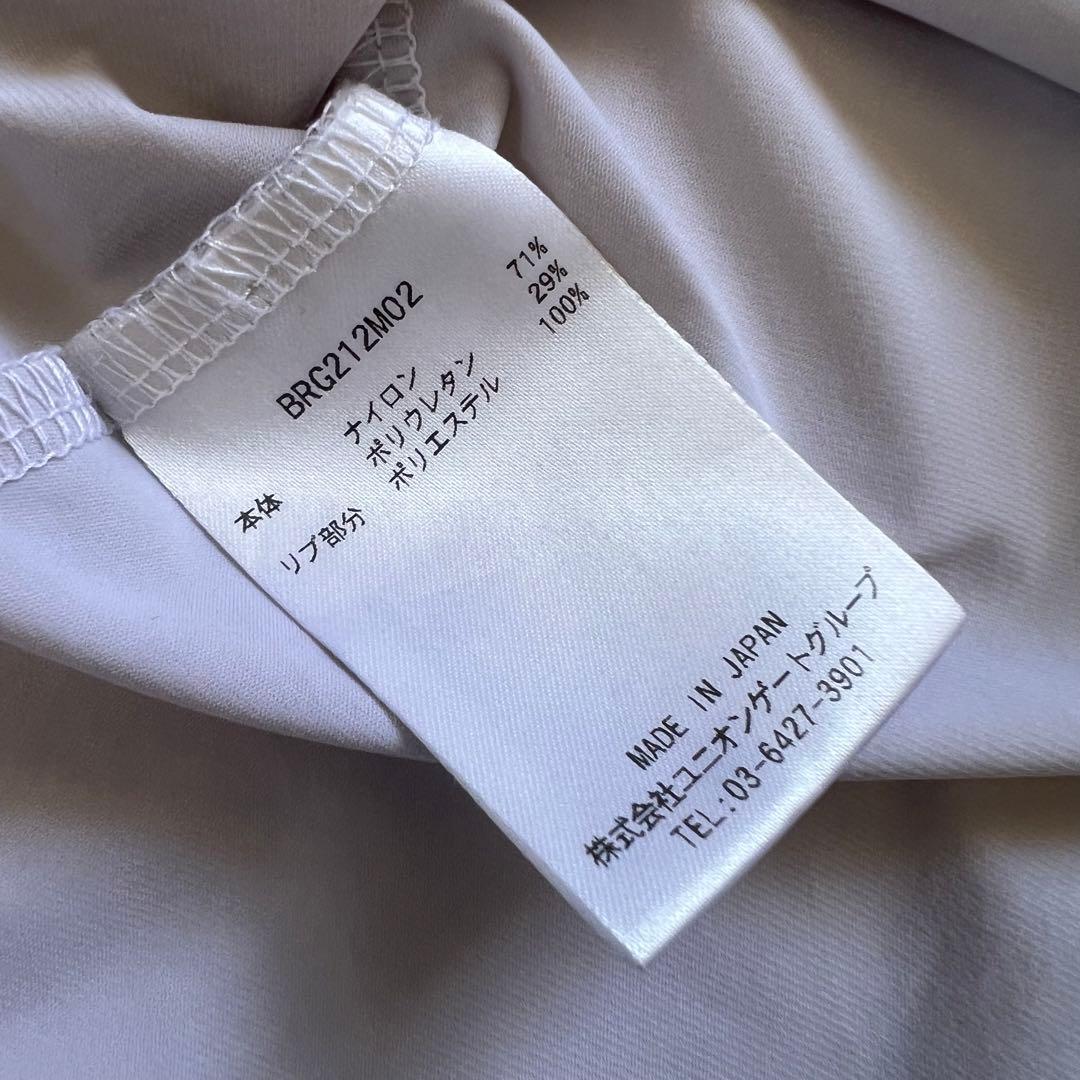 BRG212M02
本体 ナイロン 71%
ポリウレタン 29%
リブ部分 ポリエステル 100%
MADE IN JAPAN
株式会社ユニオンゲートグループ
TEL:03-6427-3901